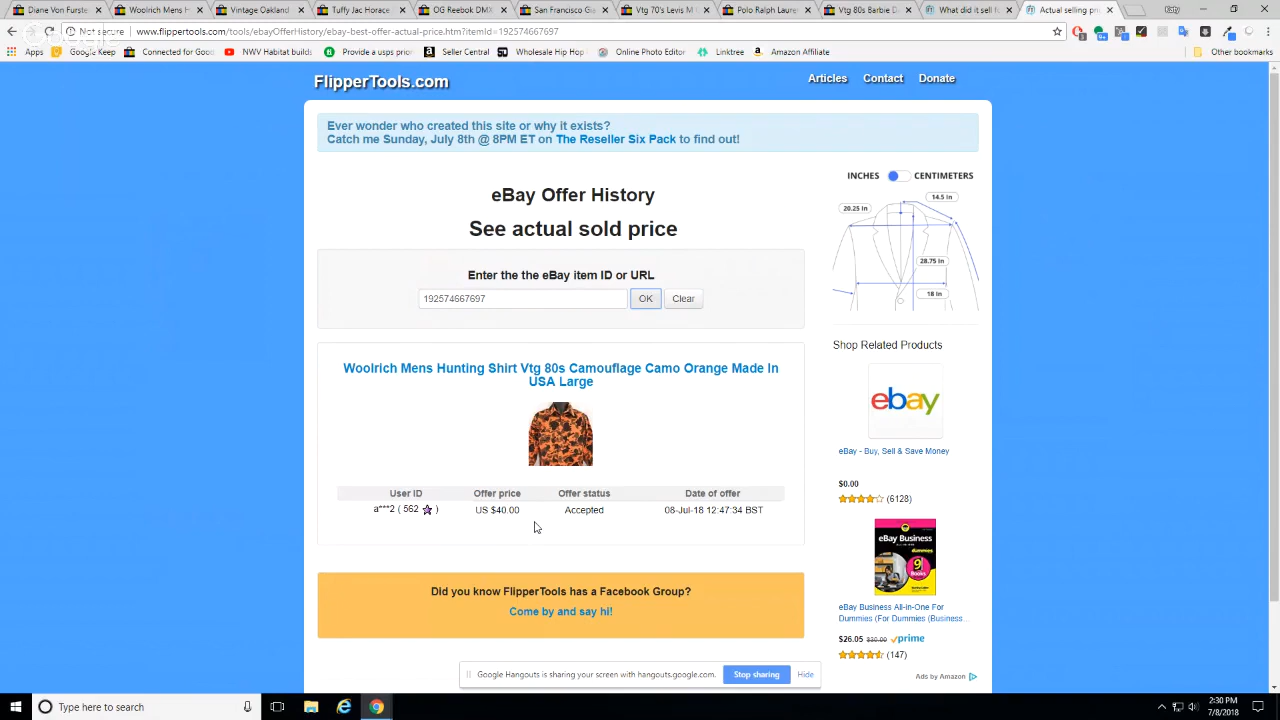 Diane Von Furste
Woolrich Mens H
Vintage Oakland
Tuffy Jac Horace
OG Reebok DMX
San Francisco Gia
Vtg 70's Levis M
Polo Ralph Lauren
Vtg 80s Barbie D
What did it sell f
Actual selling pri
Not secure
www.flippertools.com/tools/ebayOfferHistory/ebay-best-offer-actual-price.htm?itemId=192574667697
Apps
Google Keep
Connected for Goog
NWV Habitat builds
Provide a selection
Seller Central
Wholesale Hip Hop
Online Photo Editor
Linktree
Amazon Affiliate
Other bookmarks
FlipperTools.com
Articles
Contact
Donate
Ever wonder who created this site or why it exists?
Catch me Sunday, July 8th @ 8PM ET on The Reseller Six Pack to find out!
INCHES
CENTIMETERS
14.5 in
20.25 in
28.75 in
18 in
eBay Offer History
See actual sold price
Enter the the eBay item ID or URL
192574667697
OK
Clear
Woolrich Mens Hunting Shirt Vtg 80s Camouflage Camo Orange Made In
USA Large
User ID
Offer price
Offer status
Date of offer
a***2 ( 562 )
US $40.00
Accepted
08-Jul-18 12:47:34 BST
Shop Related Products
ebay
eBay - Buy, Sell & Save Money
$0.00
(6128)
eBay Business
dummies
9 Books
eBay Business All-in-One For
Dummies (For Dummies (Business...
$26.05 $30.00 prime
(147)
Ads by Amazon
Did you know FlipperTools has a Facebook Group?
Come by and say hi!
Google Hangouts is sharing your screen with hangouts.google.com.
Stop sharing
Hide
Type here to search
2:30 PM
7/8/2018